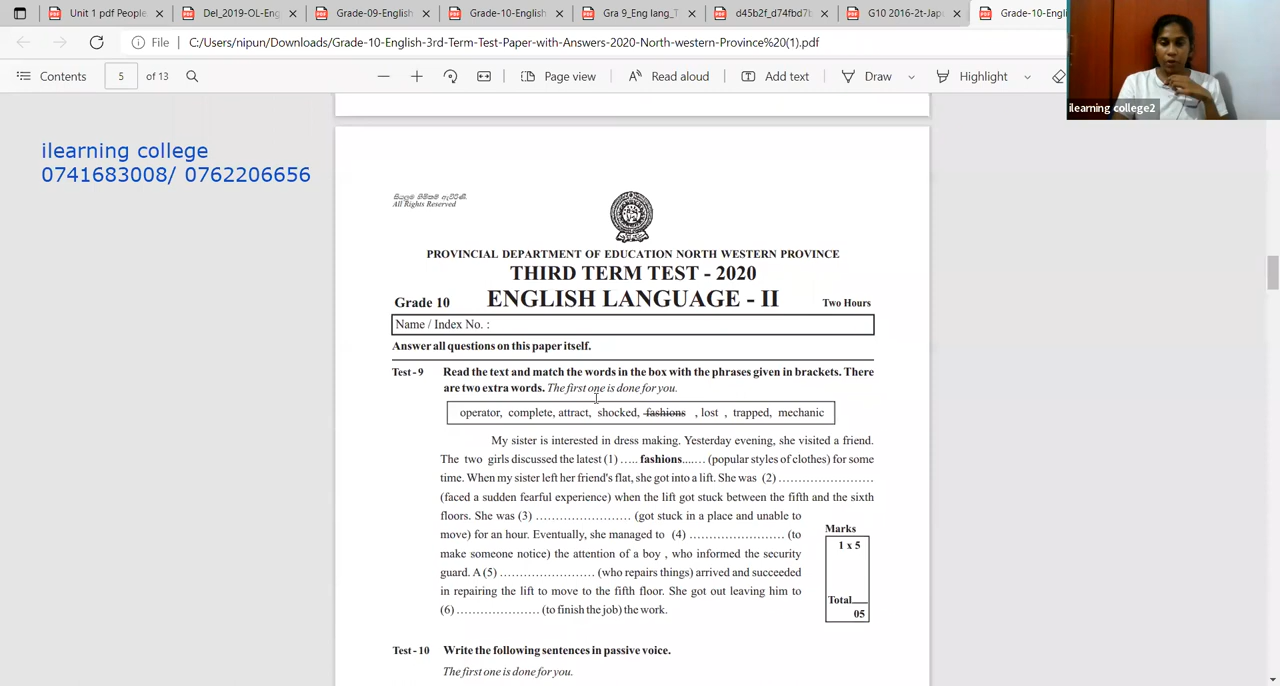 Unit 1 pdf People
Del_2019-OL-Eng
Grade-09-English
Grade-10-English
Gra 9_Eng lang_T
d45b2f_d74fbd7b
G10 2016-2t-Jap
Grade-10-Engli
File
C:/Users/nipun/Downloads/Grade-10-English-3rd-Term-Test-Paper-with-Answers-2020-North-western-Province%20(1).pdf
Contents
5
of 13
Page view
Read aloud
Add text
Draw
Highlight
ilearning college2
ilearning college
0741683008/ 0762206656
සියලුම හිමිකම් ඇවිරිණි.
All Rights Reserved
PROVINCIAL DEPARTMENT OF EDUCATION NORTH WESTERN PROVINCE
THIRD TERM TEST - 2020
Grade 10 ENGLISH LANGUAGE - II Two Hours
Name / Index No. :
Answer all questions on this paper itself.
Test - 9 Read the text and match the words in the box with the phrases given in brackets. There
are two extra words. The first one is done for you.
operator, complete, attract, shocked, fashions , lost , trapped, mechanic
My sister is interested in dress making. Yesterday evening, she visited a friend.
The two girls discussed the latest (1) ….. fashions....… (popular styles of clothes) for some
time. When my sister left her friend's flat, she got into a lift. She was (2) ……………………
(faced a sudden fearful experience) when the lift got stuck between the fifth and the sixth
floors. She was (3) …………………… (got stuck in a place and unable to
move) for an hour. Eventually, she managed to (4) …………………… (to
make someone notice) the attention of a boy , who informed the security
guard. A (5) …………………… (who repairs things) arrived and succeeded
in repairing the lift to move to the fifth floor. She got out leaving him to
(6) ………………… (to finish the job) the work.
Marks
1 x 5
Total
05
Test - 10 Write the following sentences in passive voice.
The first one is done for you.